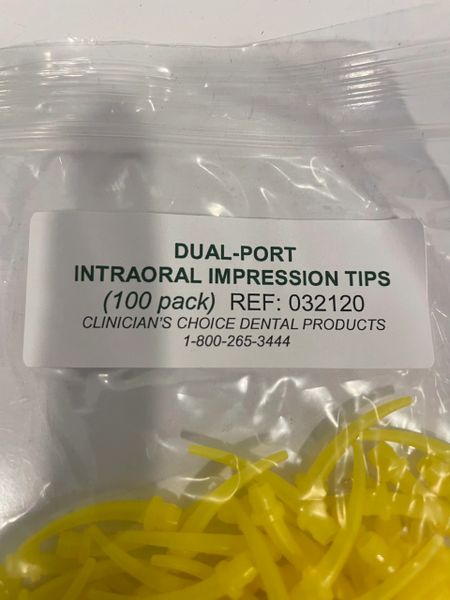 DUAL-PORT
INTRAORAL IMPRESSION TIPS
(100 pack) REF: 032120
CLINICIAN'S CHOICE DENTAL PRODUCTS
1-800-265-3444